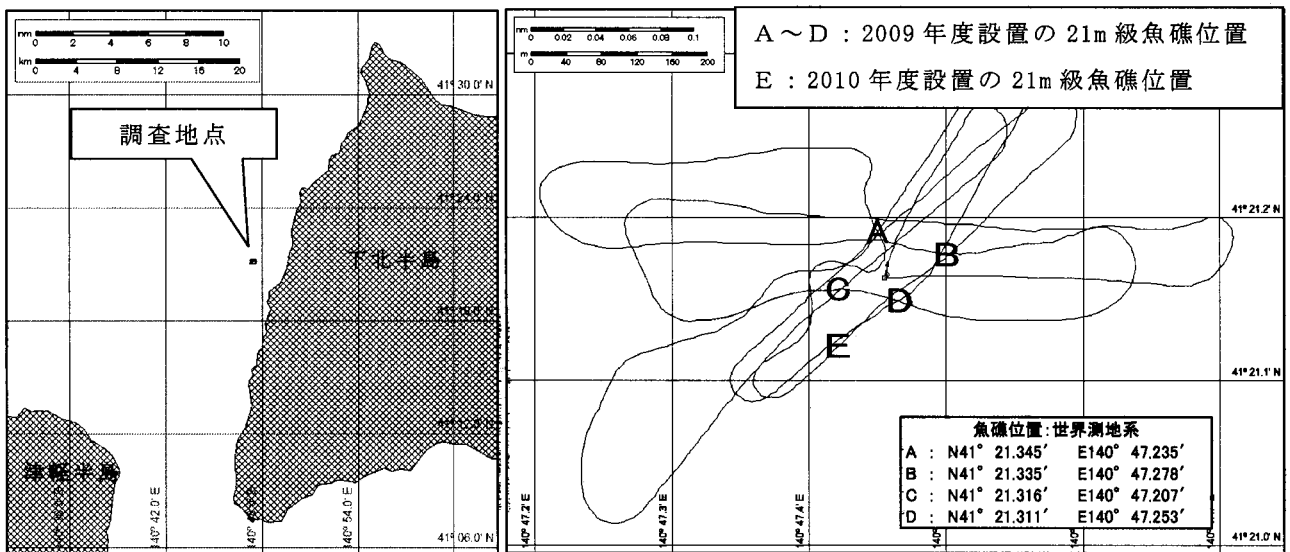 nm 0 2 4 6 8 10
km 0 4 8 12 16 20
41° 30.0' N
調査地点
41° 24.0' N
下北半島
41° 18.0' N
津軽半島
140° 42.0' E
140° 54.0' E
41° 06.0' N
nm 0 0.02 0.04 0.06 0.08 0.1
m 0 40 80 120 160 200
A～D：2009年度設置の21m級魚礁位置
E：2010年度設置の21m級魚礁位置
41° 21.2' N
A
B
C
D
E
41° 21.1' N
魚礁位置：世界測地系
A ： N41° 21.345′ E140° 47.235′
B ： N41° 21.335′ E140° 47.278′
C ： N41° 21.316′ E140° 47.207′
D ： N41° 21.311′ E140° 47.253′
140° 47.2' E
140° 47.3' E
140° 47.4' E
41° 21.0' N